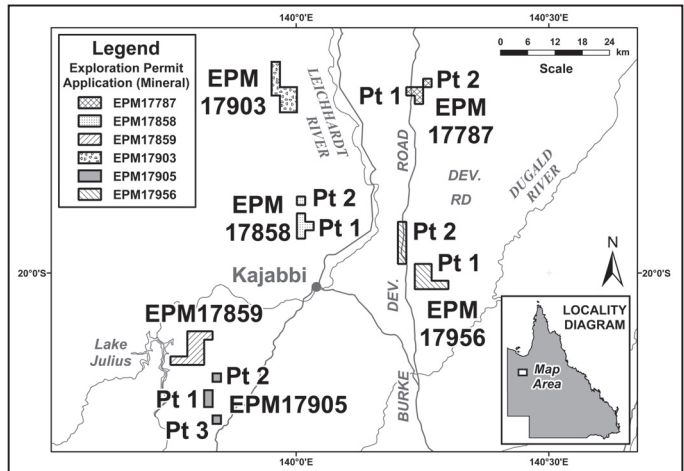 140°0'E
140°30'E
Legend
Exploration Permit
Application (Mineral)
EPM17787
EPM17858
EPM17859
EPM17903
EPM17905
EPM17956
EPM
17903
LEICHHARDT
RIVER
0 6 12 18 24 km
Scale
Pt 2
Pt 1
EPM
17787
ROAD
DEV.
RD
DUGALD
RIVER
EPM
17858
Pt 2
Pt 1
Pt 2
Pt 1
EPM
17956
N
20°0'S
20°0'S
Kajabbi
DEV.
EPM17859
Lake
Julius
Pt 2
Pt 1
EPM17905
Pt 3
BURKE
LOCALITY
DIAGRAM
Map
Area
140°0'E
140°30'E